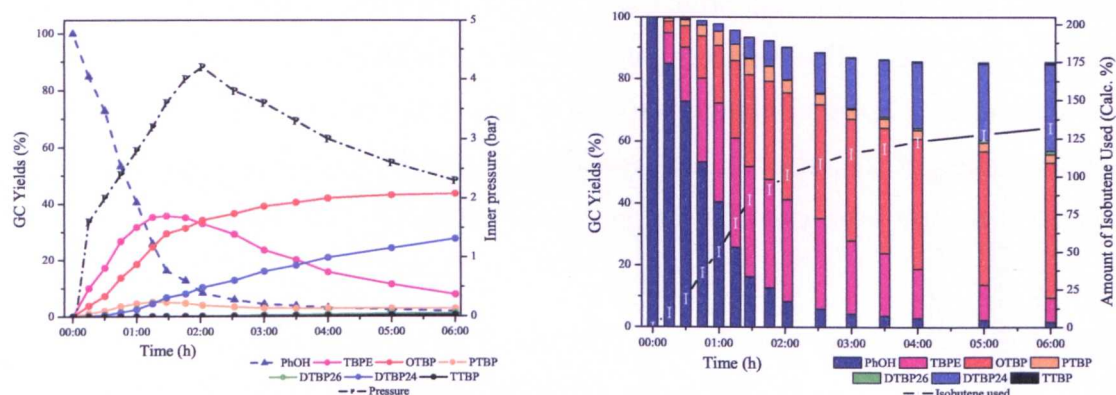 100
80
60
40
20
0
GC Yields (%)
5
4
3
2
1
0
Inner pressure (bar)
00:00 01:00 02:00 03:00 04:00 05:00 06:00
Time (h)
PhOH TBPE OTBP PTBP
DTBP26 DTBP24 TTBP
Pressure
100
80
60
40
20
0
GC Yields (%)
200
175
150
125
100
75
50
25
0
Amount of Isobutene Used (Calc. %)
00:00 01:00 02:00 03:00 04:00 05:00 06:00
Time (h)
PhOH TBPE OTBP PTBP
DTBP26 DTBP24 TTBP
Isobutene used